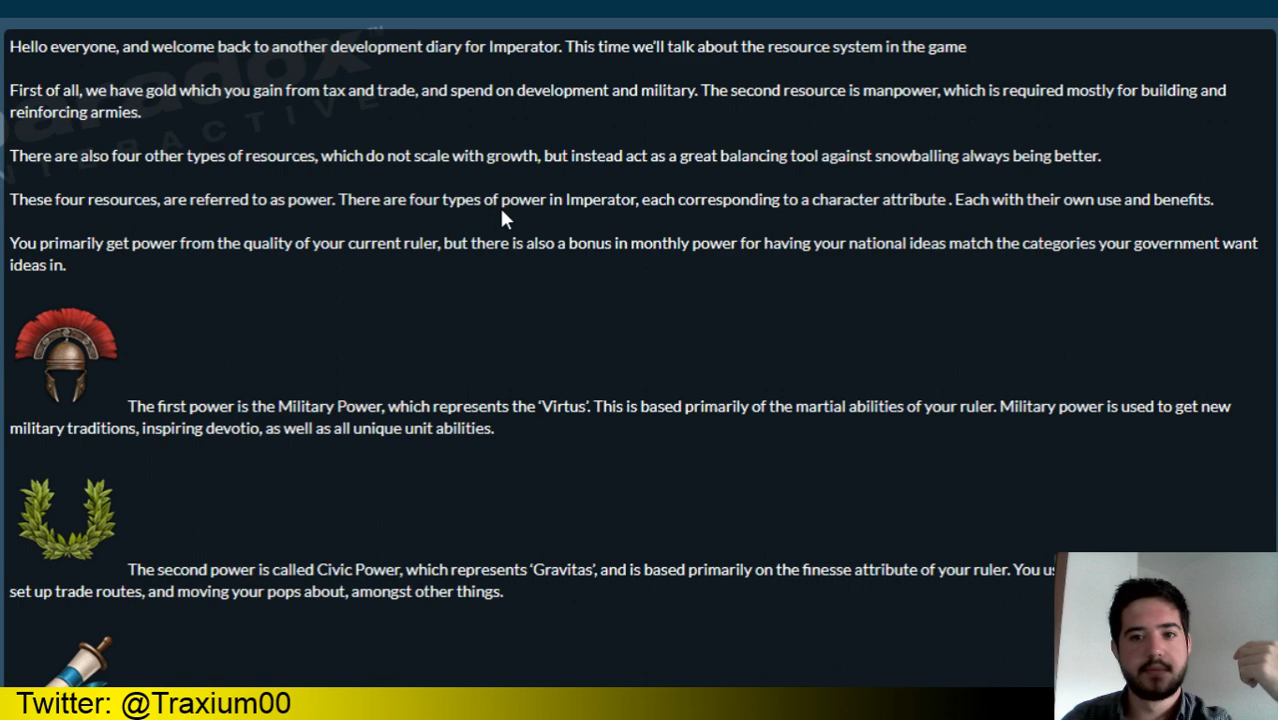 Hello everyone, and welcome back to another development diary for Imperator. This time we'll talk about the resource system in the game
First of all, we have gold which you gain from tax and trade, and spend on development and military. The second resource is manpower, which is required mostly for building and
reinforcing armies.
There are also four other types of resources, which do not scale with growth, but instead act as a great balancing tool against snowballing always being better.
These four resources, are referred to as power. There are four types of power in Imperator, each corresponding to a character attribute . Each with their own use and benefits.
You primarily get power from the quality of your current ruler, but there is also a bonus in monthly power for having your national ideas match the categories your government want
ideas in.
The first power is the Military Power, which represents the ‘Virtus’. This is based primarily of the martial abilities of your ruler. Military power is used to get new
military traditions, inspiring devotio, as well as all unique unit abilities.
The second power is called Civic Power, which represents ‘Gravitas’, and is based primarily on the finesse attribute of your ruler. You
set up trade routes, and moving your pops about, amongst other things.
Twitter: @Traxium00